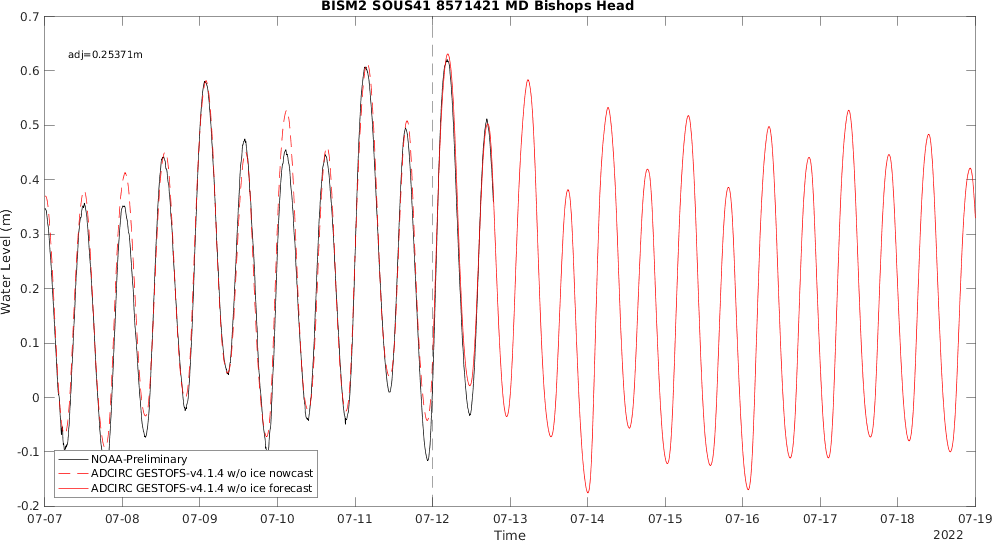 BISM2 SOUS41 8571421 MD Bishops Head
adj=0.25371m
Water Level (m)
0.7
0.6
0.5
0.4
0.3
0.2
0.1
0
-0.1
-0.2
NOAA-Preliminary
ADCIRC GESTOFS-v4.1.4 w/o ice nowcast
ADCIRC GESTOFS-v4.1.4 w/o ice forecast
07-07 07-08 07-09 07-10 07-11 07-12 07-13 07-14 07-15 07-16 07-17 07-18 07-19
Time
2022